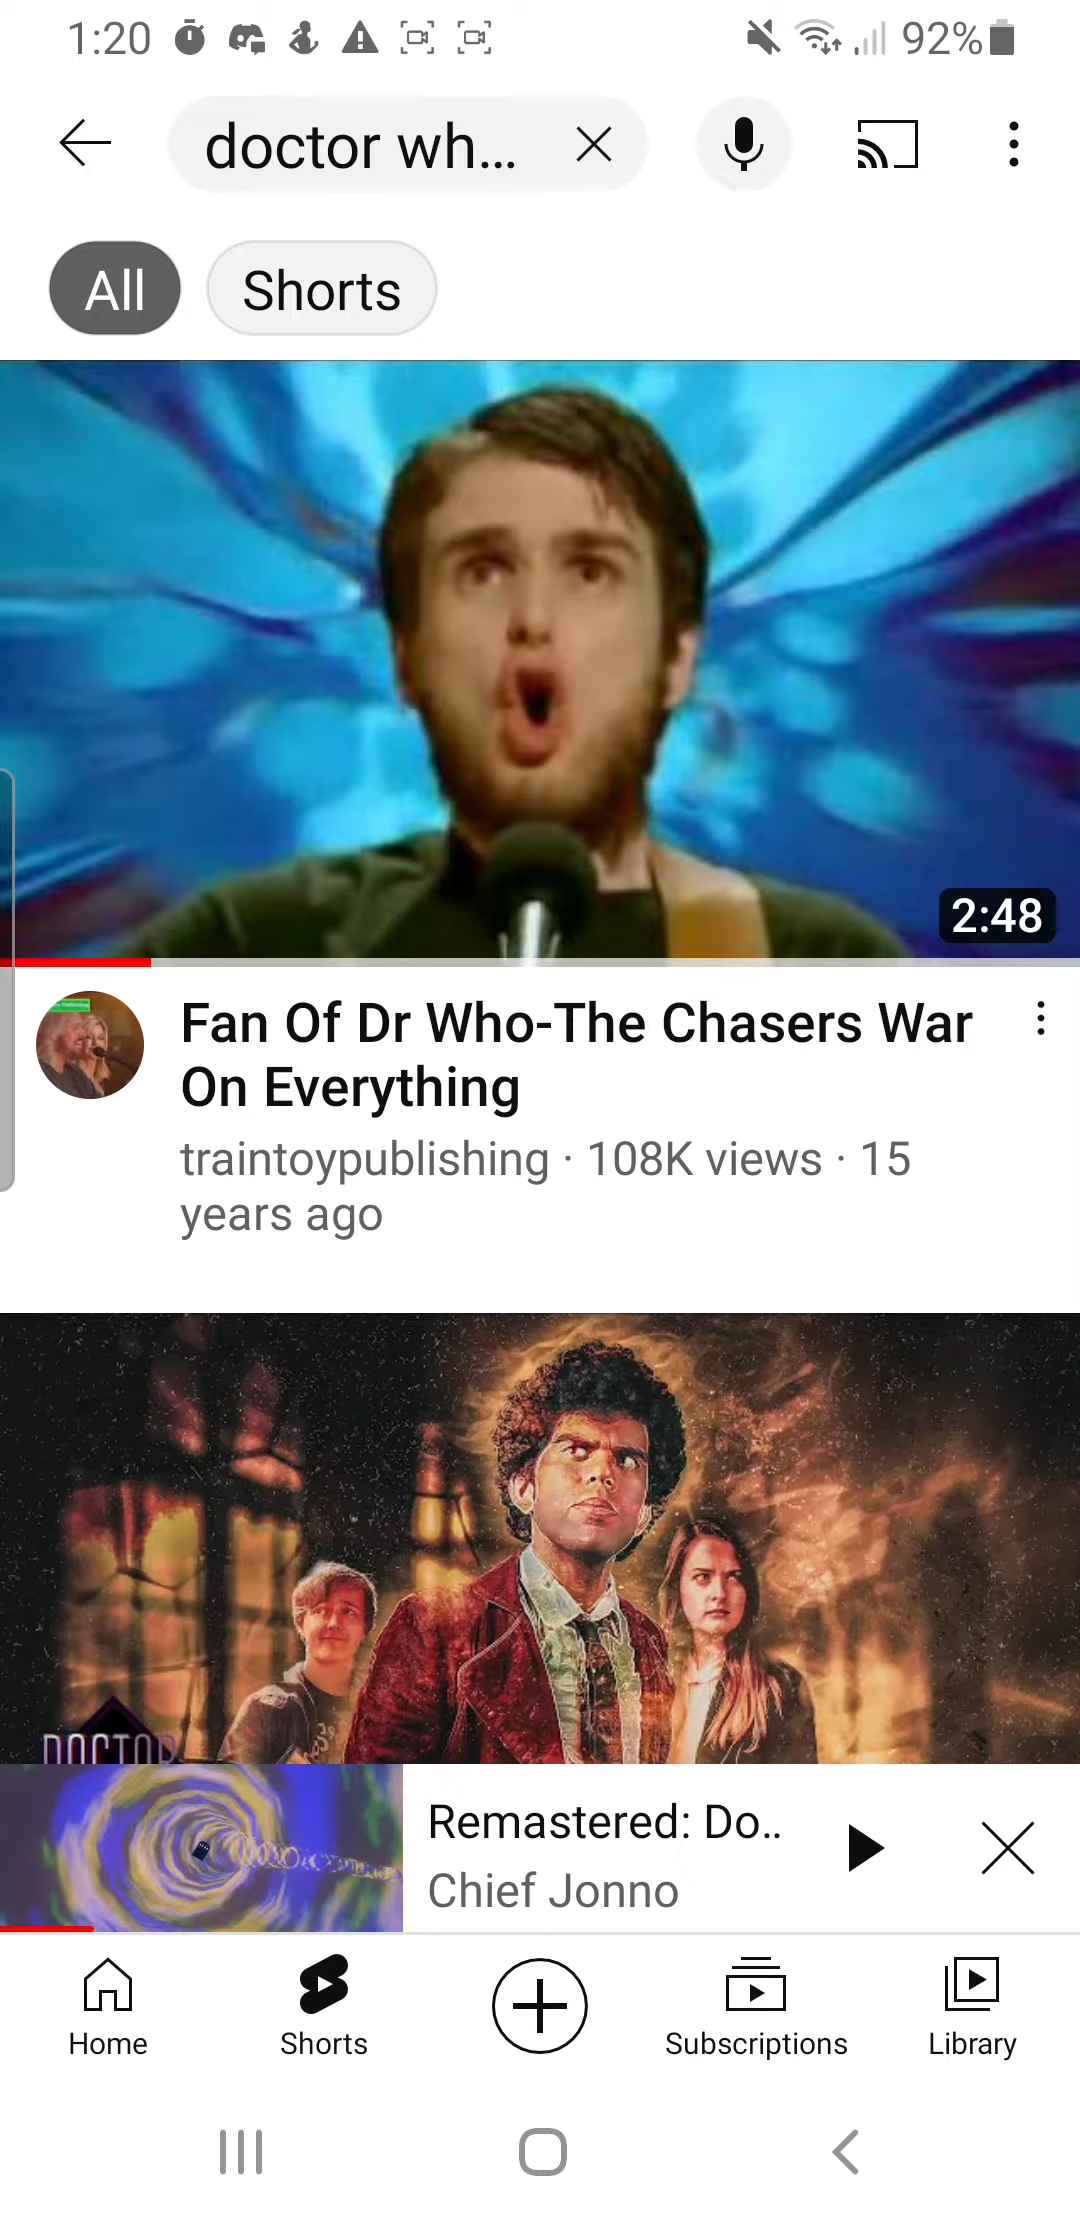 1:20
92%
doctor wh...
All
Shorts
2:48
Fan Of Dr Who-The Chasers War
On Everything
traintoypublishing · 108K views · 15
years ago
DOCTOR
Remastered: Do..
Chief Jonno
Home
Shorts
Subscriptions
Library